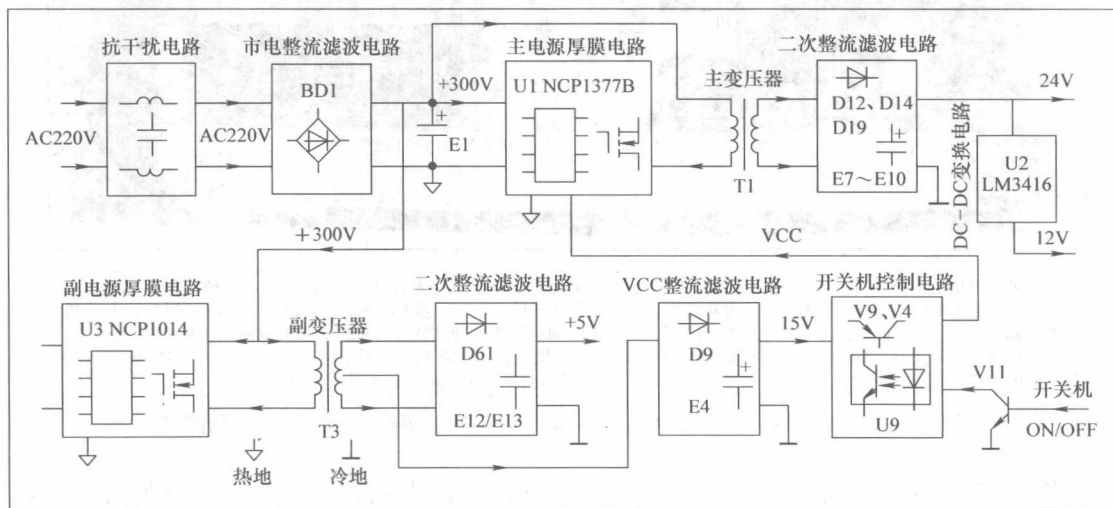 抗干扰电路
市电整流滤波电路
主电源厚膜电路
二次整流滤波电路
BD1
+300V
U1 NCP1377B
主变压器
24V
AC220V
AC220V
+
E1
D12、D14
D19
+
E7～E10
T1
DC-DC变换电路
U2
LM3416
+300V
VCC
12V
副电源厚膜电路
二次整流滤波电路
VCC整流滤波电路
开关机控制电路
U3 NCP1014
副变压器
+5V
15V
V9、V4
D61
D9
+
V11
开关机
E12/E13
E4
U9
ON/OFF
T3
热地
冷地